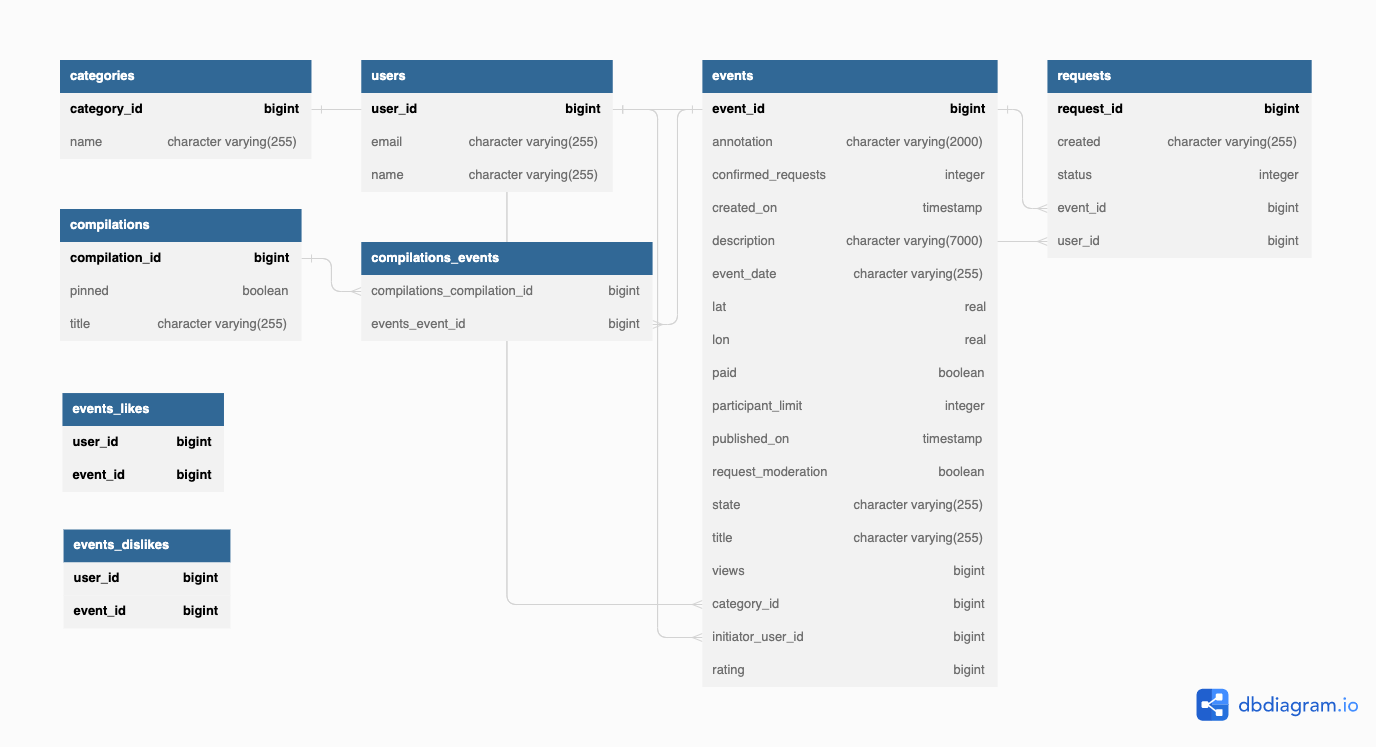 categories
category_id bigint
name character varying(255)
users
user_id bigint
email character varying(255)
name character varying(255)
events
event_id bigint
annotation character varying(2000)
confirmed_requests integer
created_on timestamp
description character varying(7000)
event_date character varying(255)
lat real
lon real
paid boolean
participant_limit integer
published_on timestamp
request_moderation boolean
state character varying(255)
title character varying(255)
views bigint
category_id bigint
initiator_user_id bigint
rating bigint
requests
request_id bigint
created character varying(255)
status integer
event_id bigint
user_id bigint
compilations
compilation_id bigint
pinned boolean
title character varying(255)
compilations_events
compilations_compilation_id bigint
events_event_id bigint
events_likes
user_id bigint
event_id bigint
events_dislikes
user_id bigint
event_id bigint
dbdiagram.io